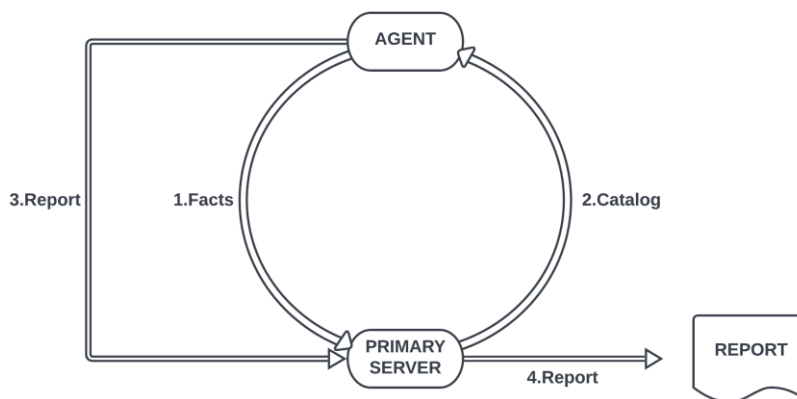 AGENT
3.Report
1.Facts
2.Catalog
PRIMARY
SERVER
4.Report
REPORT